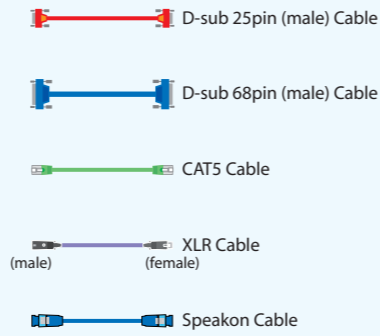 D-sub 25pin (male) Cable
D-sub 68pin (male) Cable
CAT5 Cable
XLR Cable
(male) (female)
Speakon Cable